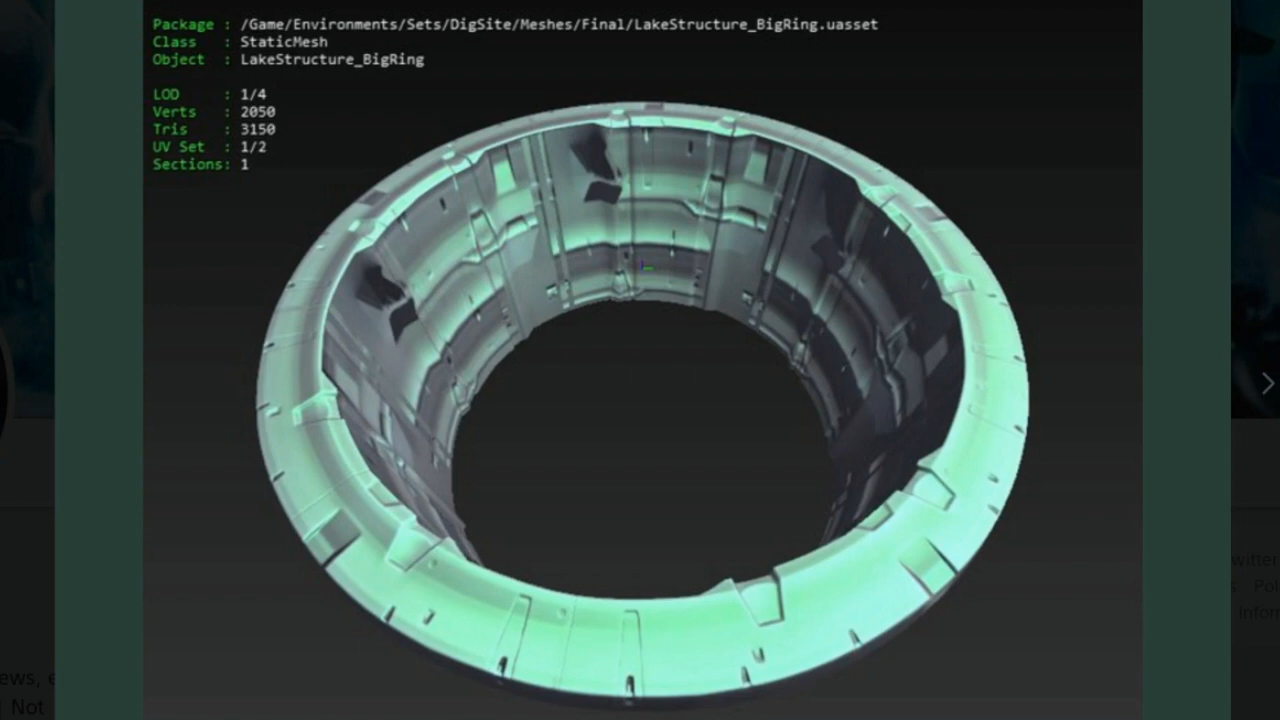 Package : /Game/Environments/Sets/DigSite/Meshes/Final/LakeStructure_BigRing.uasset
Class : StaticMesh
Object : LakeStructure_BigRing
LOD : 1/4
Verts : 2050
Tris : 3150
UV Set : 1/2
Sections: 1
Not